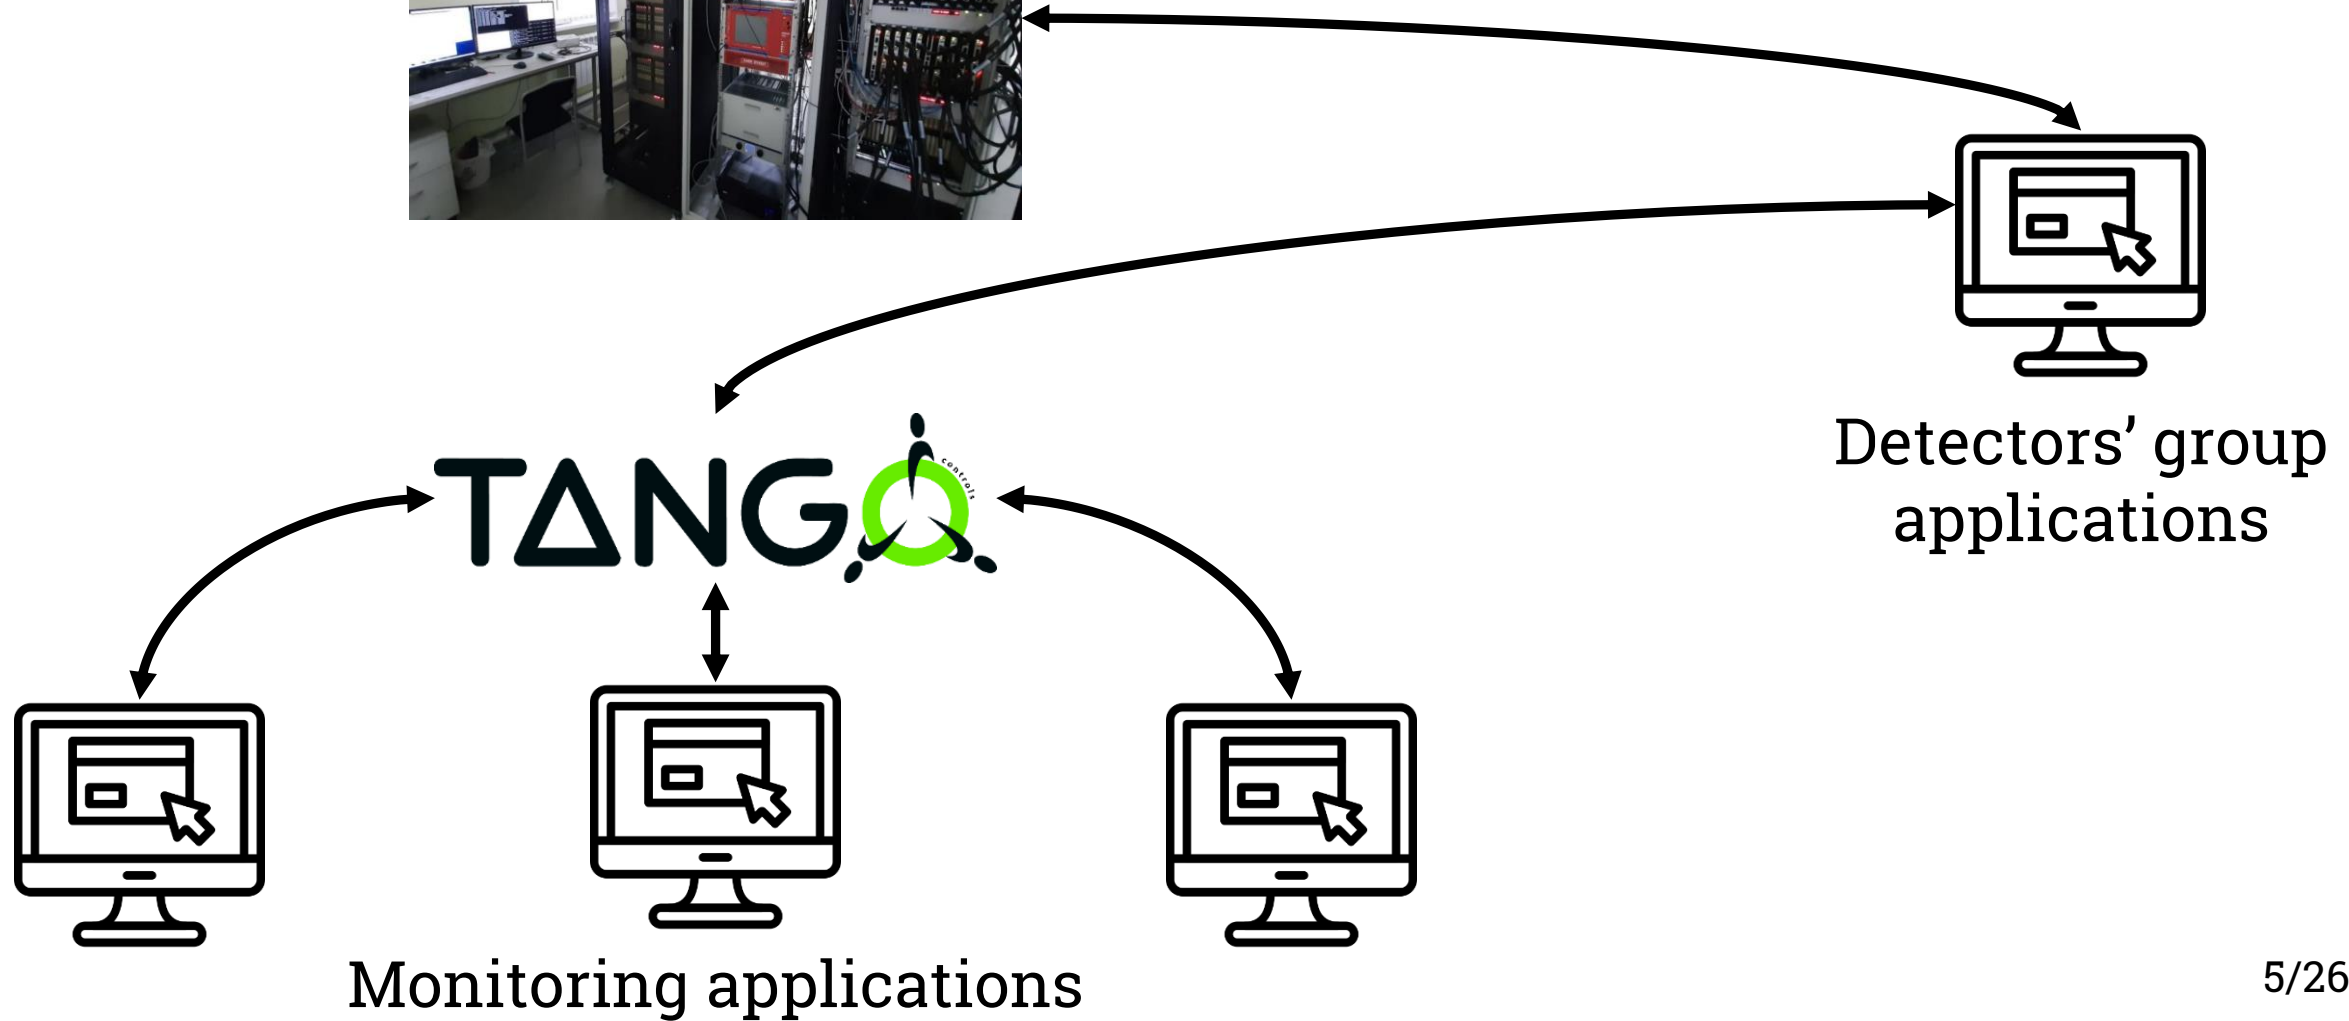 Detectors’ group
applications
TANGO
controls
Monitoring applications
5/26